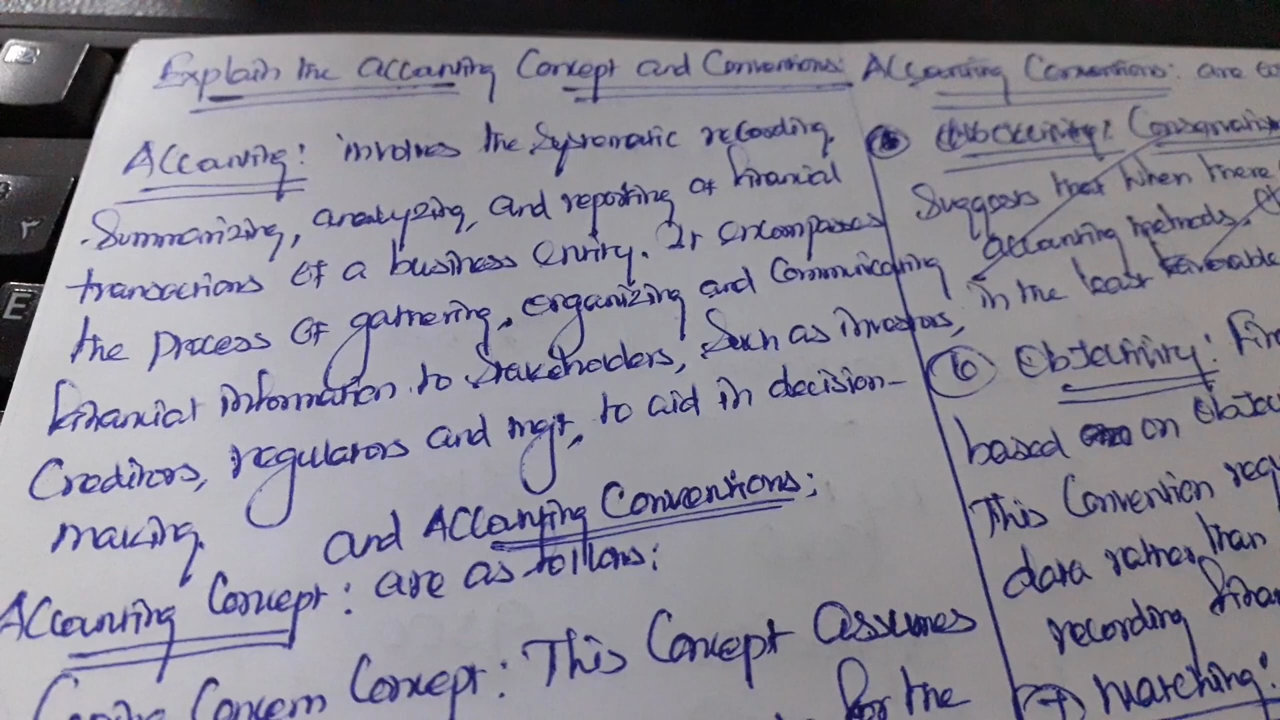 Explain the Accounting Concept and Conventions:
Accounting: involves the Systematic recording,
Summarizing, analyzing, and reporting of financial
transactions of a business entity. It encompasses
the process of gathering, organizing and Communicating
financial information to Stakeholders, Such as investors,
Creditors, regulators and mgt, to aid in decision-
making.
and Accounting Conventions:
Accounting Concept: are as follows:
Going Concern Concept: This Concept assumes
for the
Accounting Conventions: are
Objectivity:
Suggests that when there
accounting methods,
in the least favorable
6 Objectivity:
based on
This Convention
data rather than
recording
7 Matching: